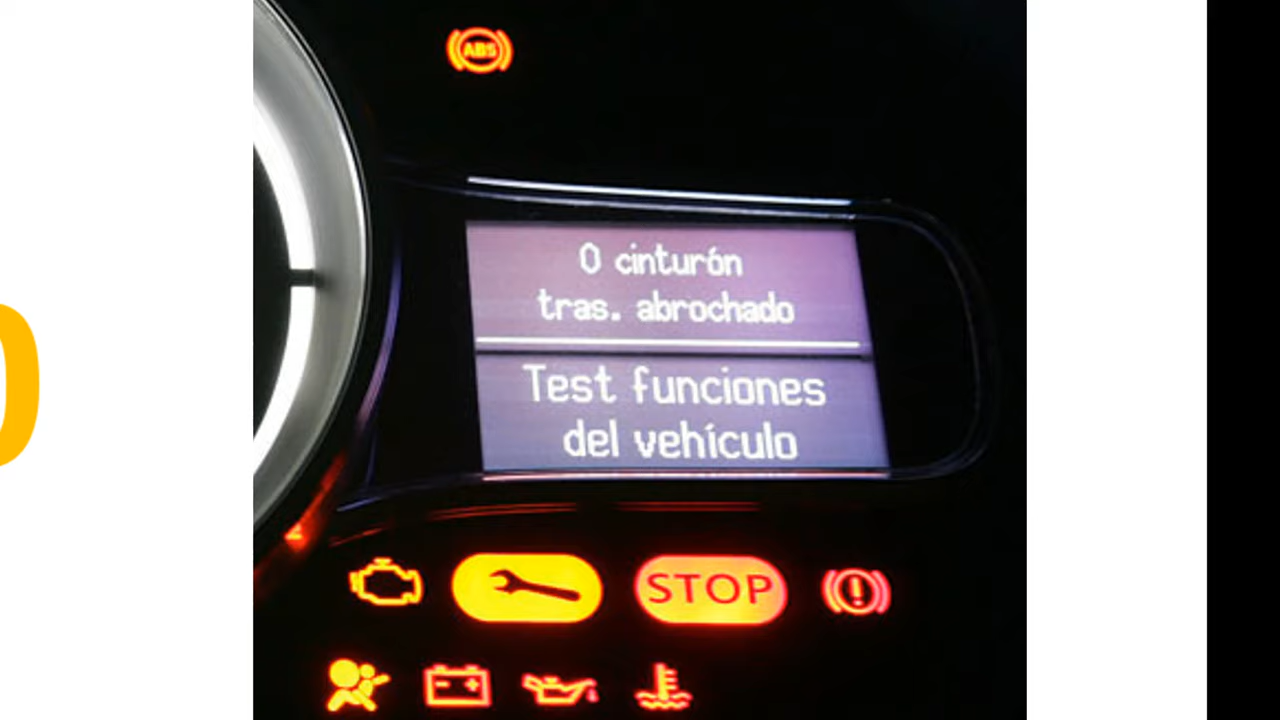 ABS
0 cinturón
tras. abrochado
Test funciones
del vehículo
STOP